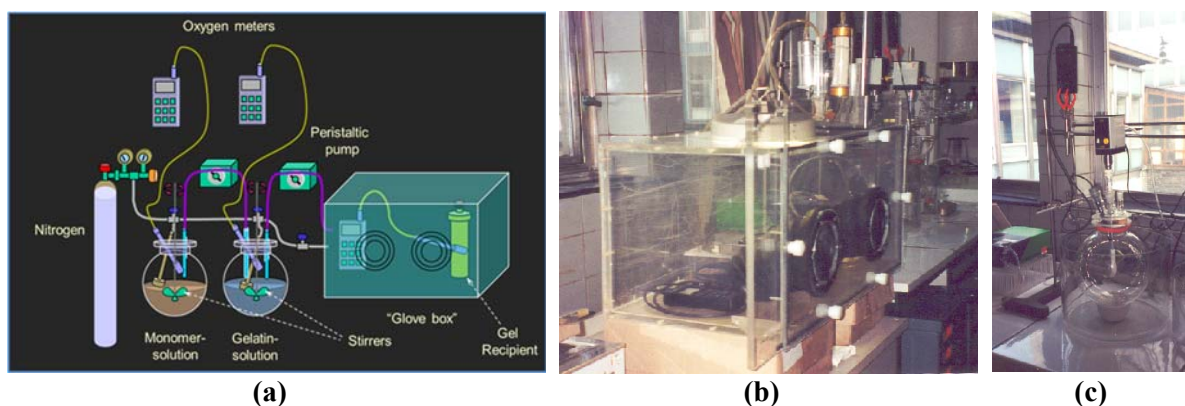 Oxygen meters
Peristaltic
pump
Nitrogen
Monomer-
solution
Gelatin-
solution
Stirrers
"Glove box"
Gel
Recipient
(a)
(b)
(c)